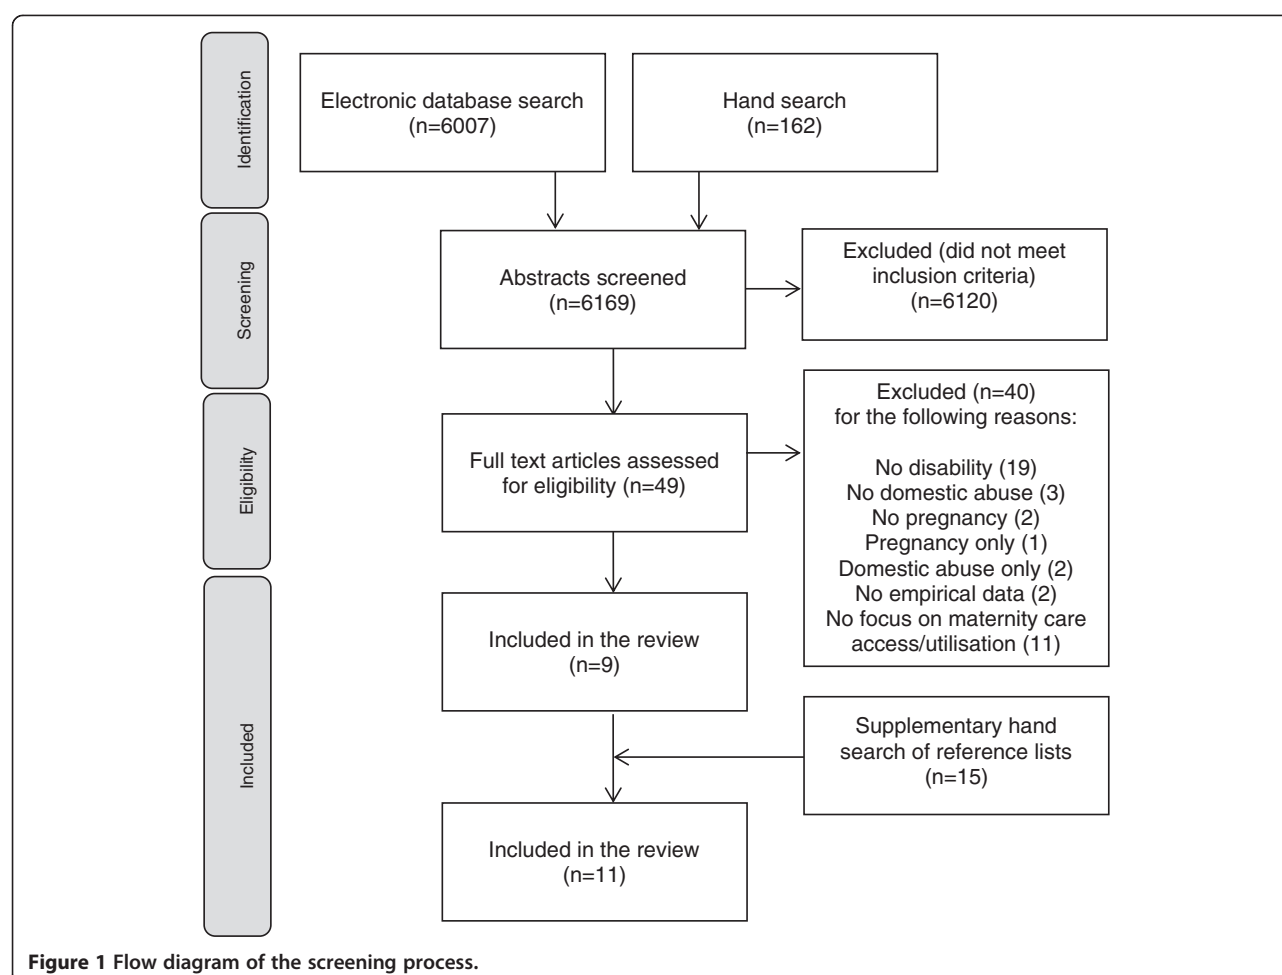 Identification
Electronic database search
(n=6007)
Hand search
(n=162)
Screening
Abstracts screened
(n=6169)
Excluded (did not meet
inclusion criteria)
(n=6120)
Eligibility
Full text articles assessed
for eligibility (n=49)
Excluded (n=40)
for the following reasons:
No disability (19)
No domestic abuse (3)
No pregnancy (2)
Pregnancy only (1)
Domestic abuse only (2)
No empirical data (2)
No focus on maternity care
access/utilisation (11)
Included
Included in the review
(n=9)
Supplementary hand
search of reference lists
(n=15)
Included in the review
(n=11)
Figure 1 Flow diagram of the screening process.